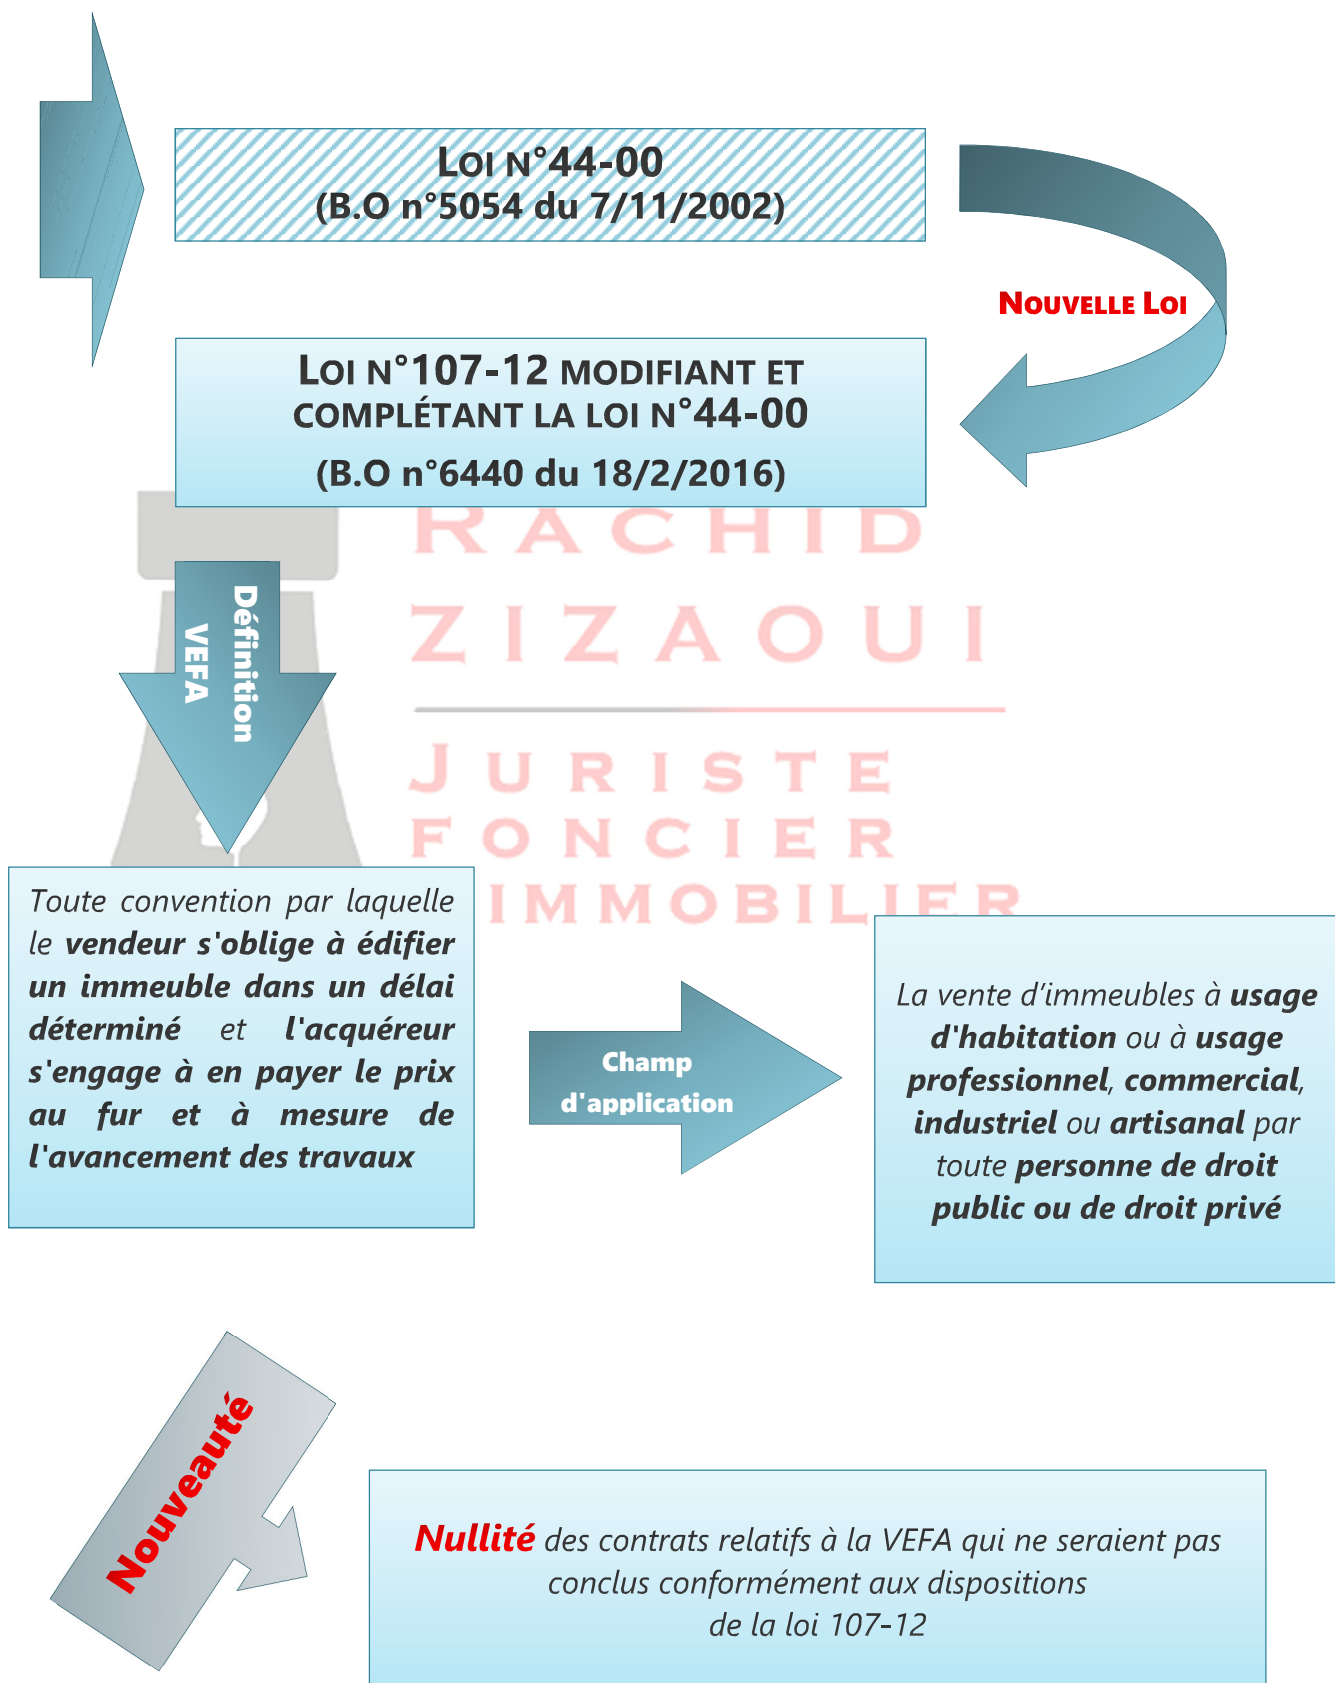 LOI N°44-00
(B.O n°5054 du 7/11/2002)
NOUVELLE LOI
LOI N°107-12 MODIFIANT ET
COMPLÉTANT LA LOI N°44-00
(B.O n°6440 du 18/2/2016)
RACHID
ZIZAOUI
JURISTE
FONCIER
IMMOBILIER
Définition
VEFA
Toute convention par laquelle
le vendeur s'oblige à édifier
un immeuble dans un délai
déterminé et l'acquéreur
s'engage à en payer le prix
au fur et à mesure de
l'avancement des travaux
Champ
d'application
La vente d’immeubles à usage
d'habitation ou à usage
professionnel, commercial,
industriel ou artisanal par
toute personne de droit
public ou de droit privé
Nouveauté
Nullité des contrats relatifs à la VEFA qui ne seraient pas
conclus conformément aux dispositions
de la loi 107-12